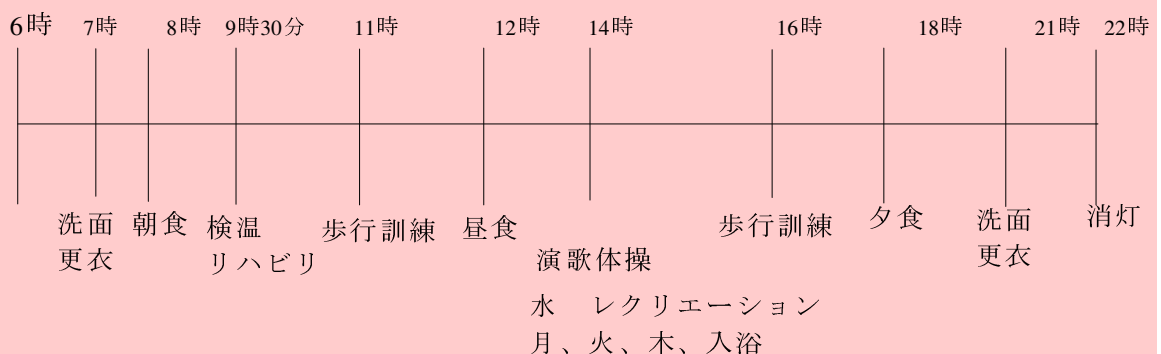 6時 7時 8時 9時30分 11時 12時 14時 16時 18時 21時 22時
洗面 朝食 検温 歩行訓練 昼食 歩行訓練 夕食 洗面 消灯
更衣 リハビリ 演歌体操 更衣
水　レクリエーション
月、火、木、入浴